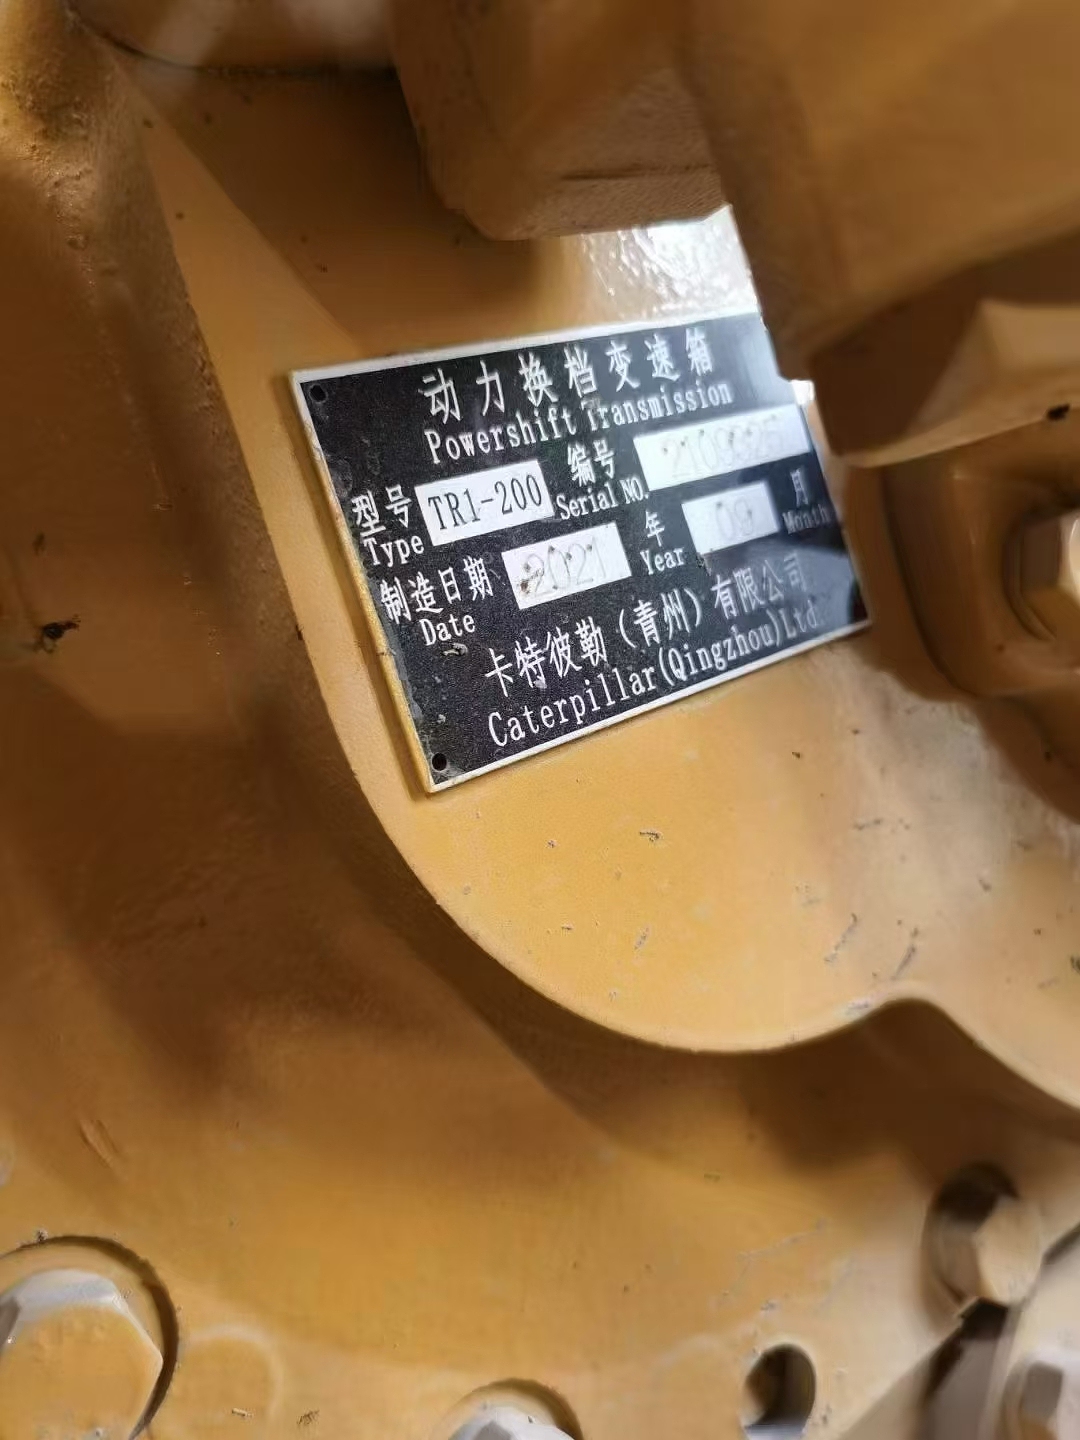 动力换档变速箱
Powershift Transmission
型号 TR1-200 编号
Type Serial NO.
制造日期 2021 年 09 月
Date Year Month
卡特彼勒（青州）有限公司
Caterpillar(Qingzhou)Ltd.